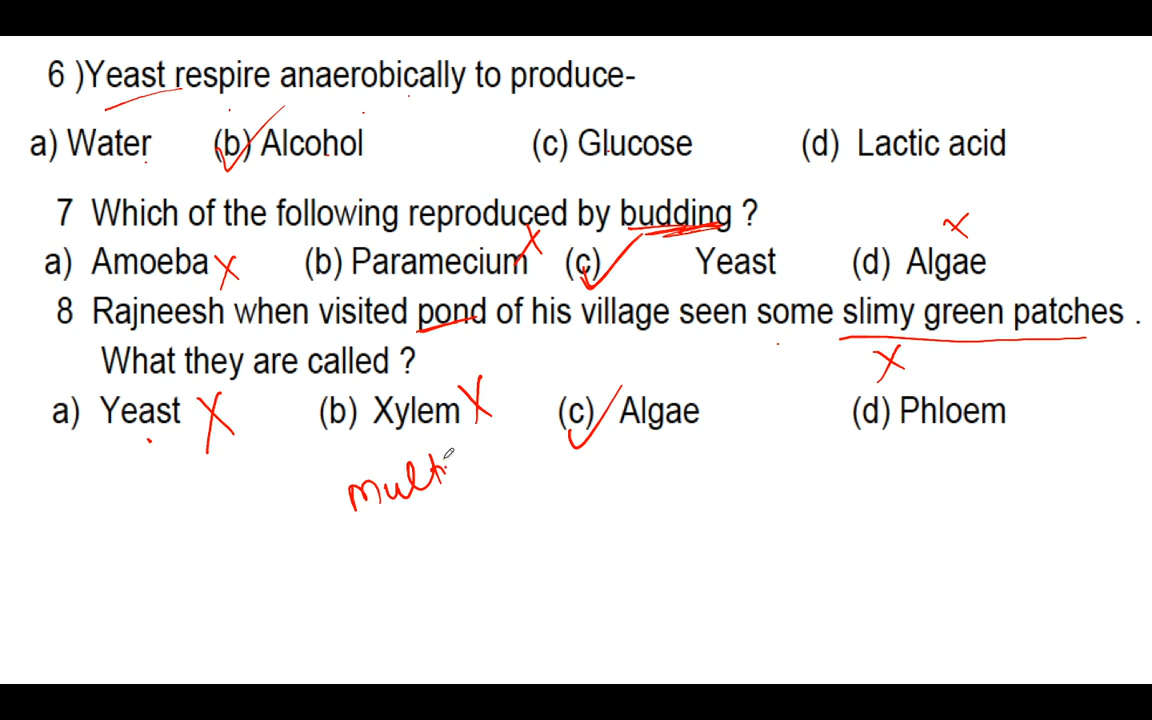 6 )Yeast respire anaerobically to produce-
a) Water (b) Alcohol (c) Glucose (d) Lactic acid
7 Which of the following reproduced by budding ?
a) Amoeba (b) Paramecium (c) Yeast (d) Algae
8 Rajneesh when visited pond of his village seen some slimy green patches .
What they are called ?
a) Yeast (b) Xylem (c) Algae (d) Phloem
multi